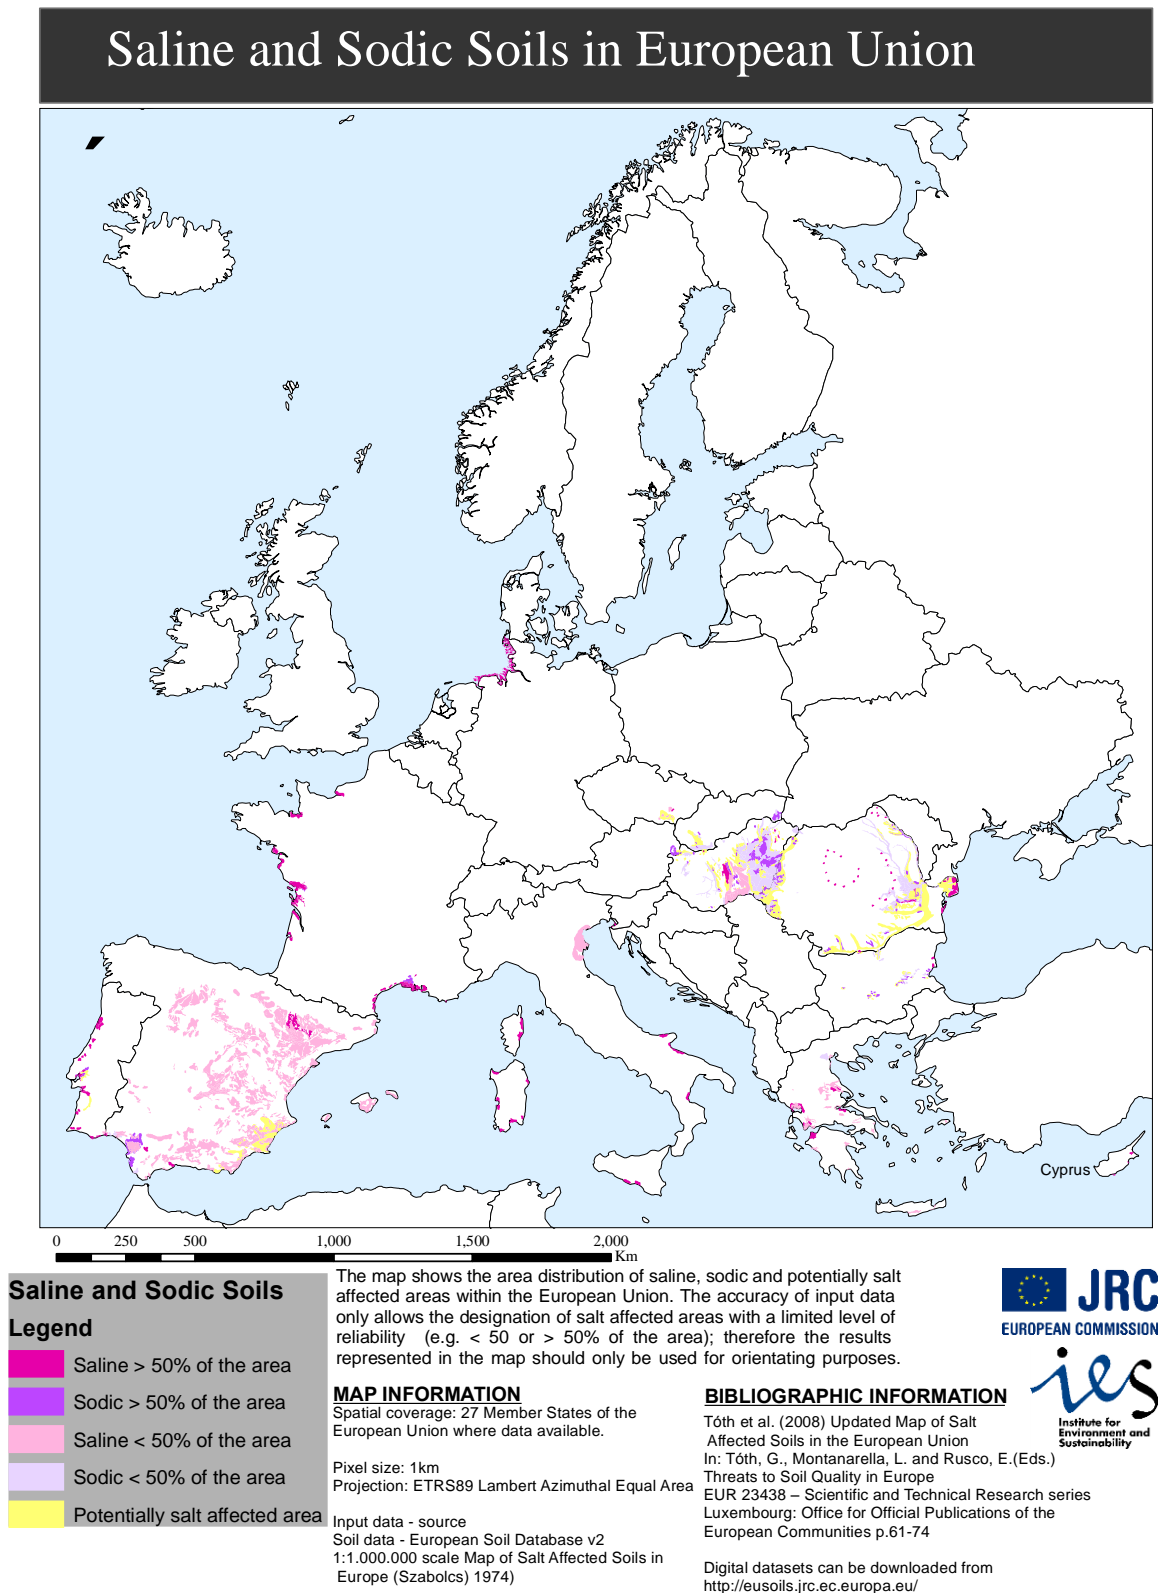 Saline and Sodic Soils in European Union
Cyprus
0 250 500 1,000 1,500 2,000
Km
Saline and Sodic Soils
Legend
Saline > 50% of the area
Sodic > 50% of the area
Saline < 50% of the area
Sodic < 50% of the area
Potentially salt affected area
The map shows the area distribution of saline, sodic and potentially salt
affected areas within the European Union. The accuracy of input data
only allows the designation of salt affected areas with a limited level of
reliability (e.g. < 50 or > 50% of the area); therefore the results
represented in the map should only be used for orientating purposes.
MAP INFORMATION
Spatial coverage: 27 Member States of the
European Union where data available.
Pixel size: 1km
Projection: ETRS89 Lambert Azimuthal Equal Area
Input data - source
Soil data - European Soil Database v2
1:1.000.000 scale Map of Salt Affected Soils in
Europe (Szabolcs) 1974)
BIBLIOGRAPHIC INFORMATION
Tóth et al. (2008) Updated Map of Salt
Affected Soils in the European Union
In: Tóth, G., Montanarella, L. and Rusco, E.(Eds.)
Threats to Soil Quality in Europe
EUR 23438 – Scientific and Technical Research series
Luxembourg: Office for Official Publications of the
European Communities p.61-74
Digital datasets can be downloaded from
http://eusoils.jrc.ec.europa.eu/
JRC
EUROPEAN COMMISSION
ies
Institute for
Environment and
Sustainability